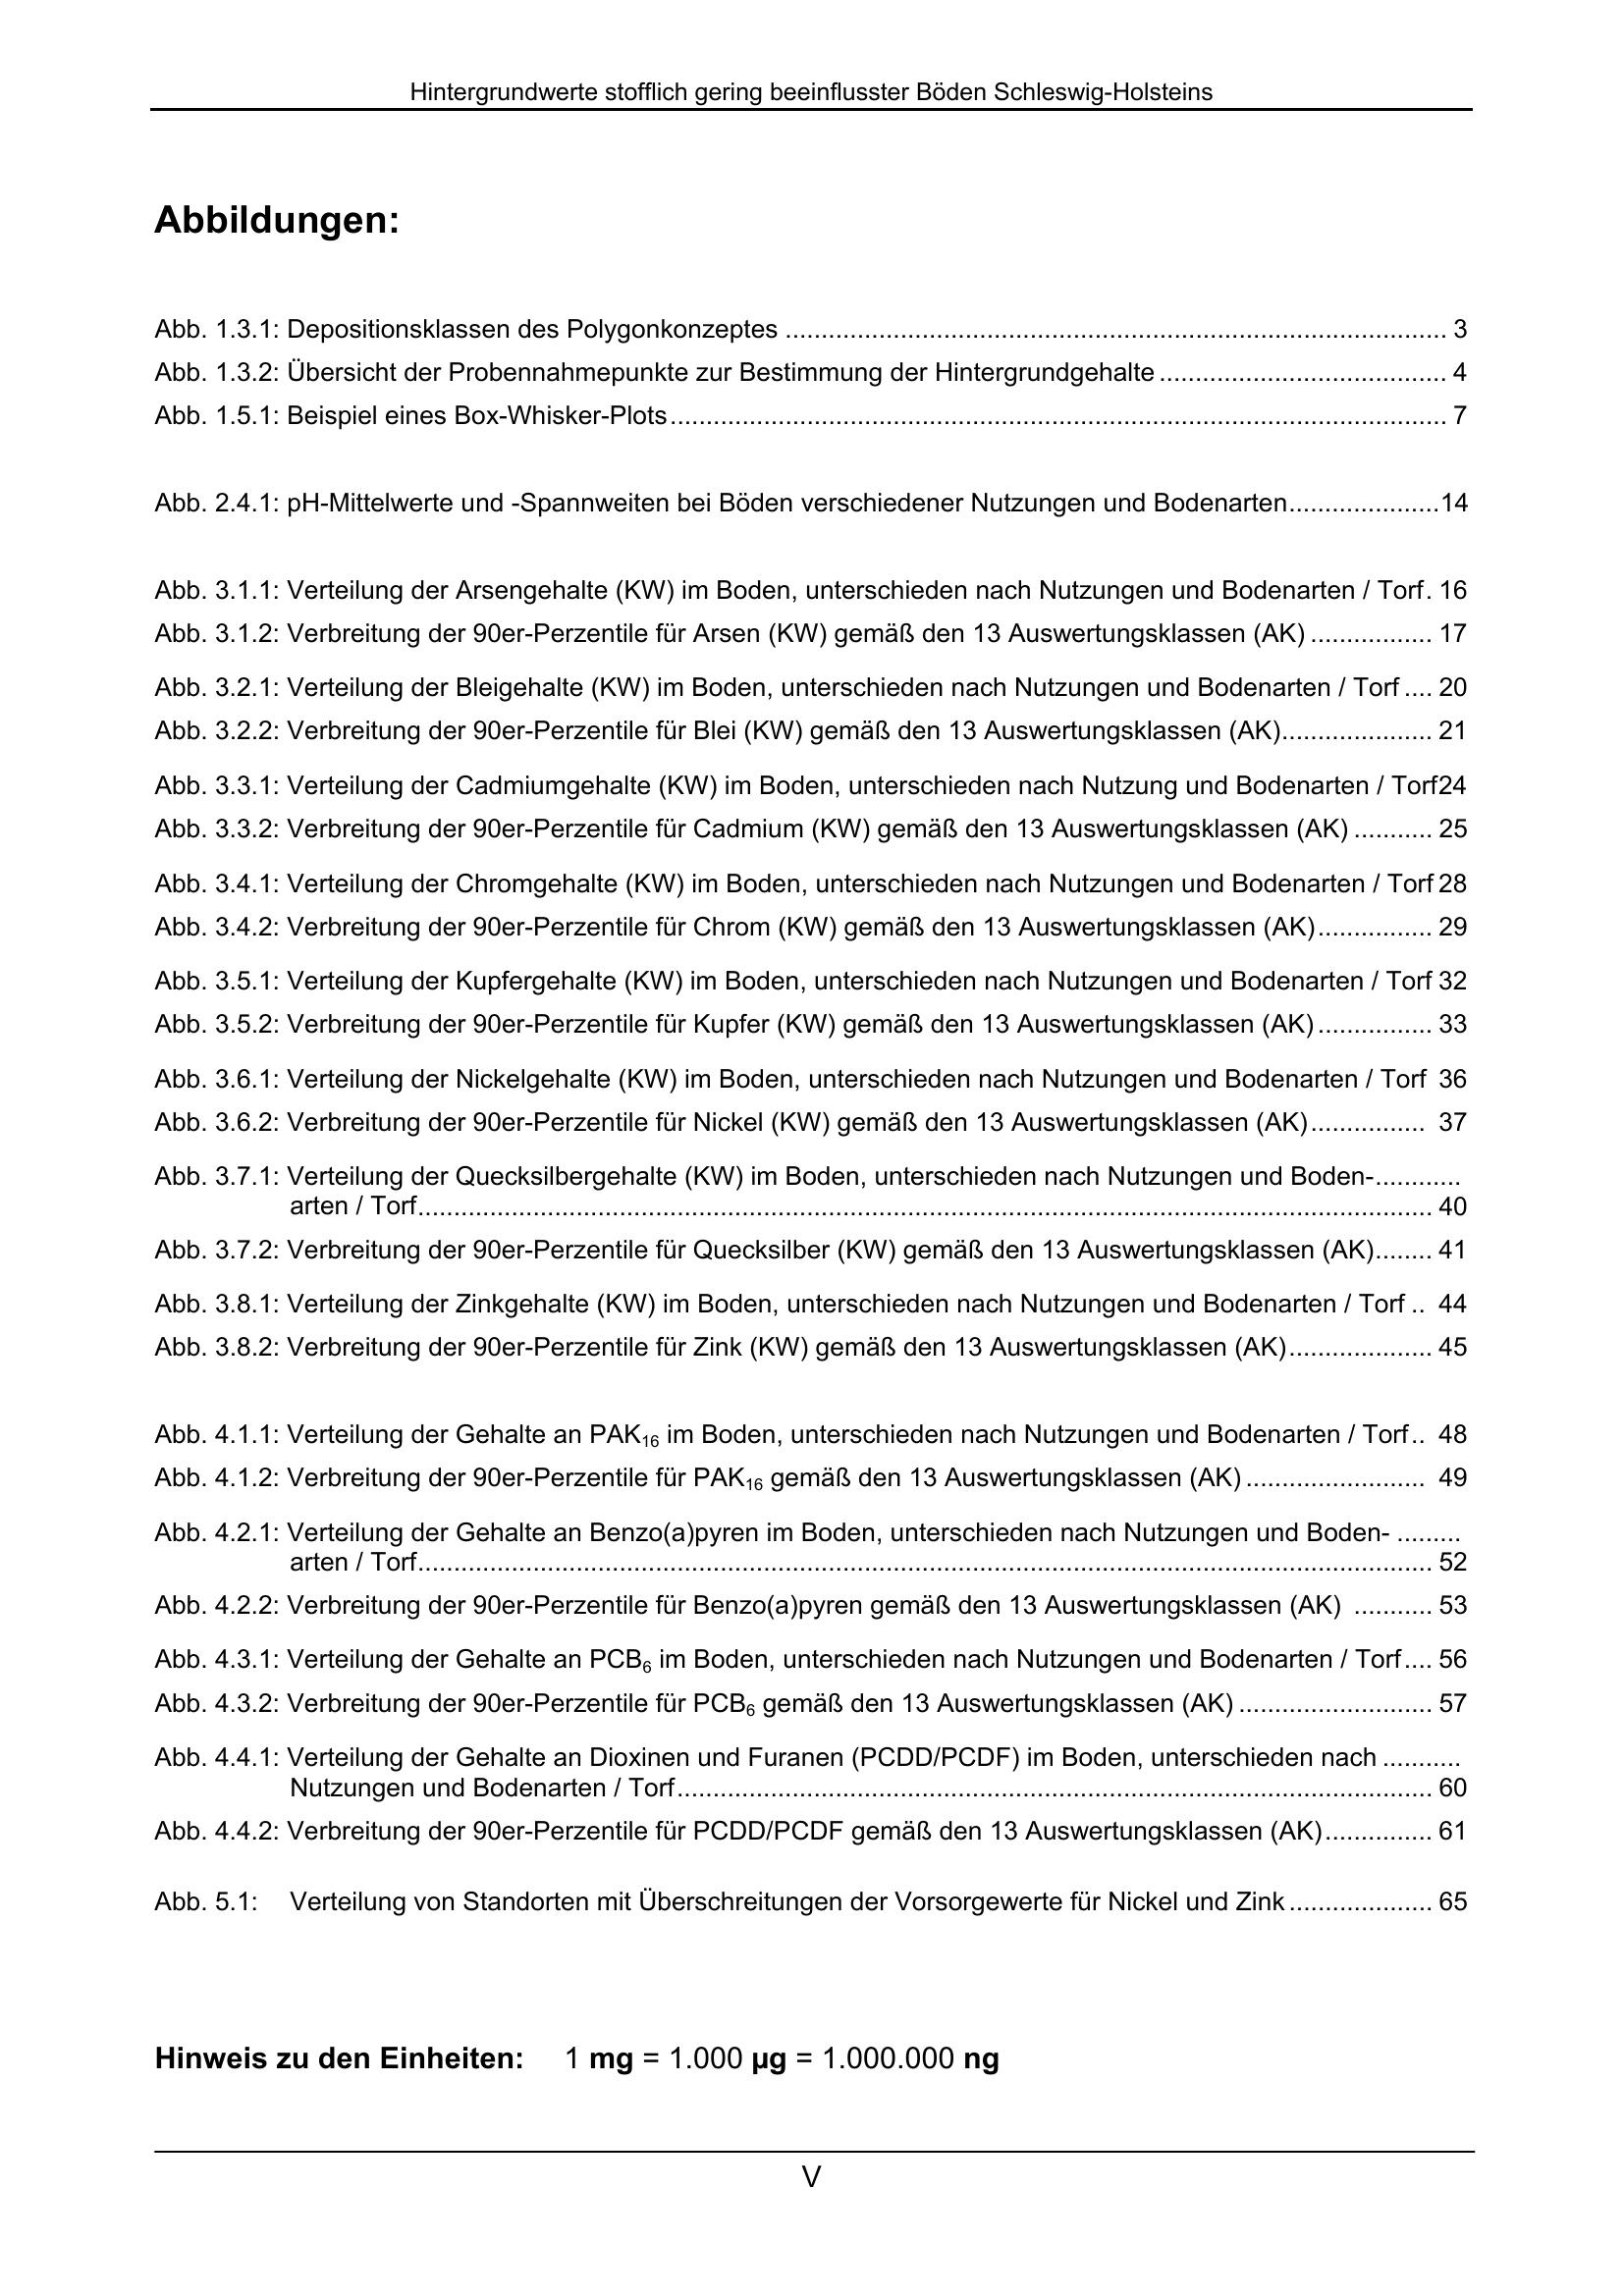 Hintergrundwerte stofflich gering beeinflusster Böden Schleswig-Holsteins
Abbildungen:
Abb. 1.3.1: Depositionsklassen des Polygonkonzeptes ........................................................................................... 3
Abb. 1.3.2: Übersicht der Probennahmepunkte zur Bestimmung der Hintergrundgehalte ........................................ 4
Abb. 1.5.1: Beispiel eines Box-Whisker-Plots............................................................................................................ 7
Abb. 2.4.1: pH-Mittelwerte und -Spannweiten bei Böden verschiedener Nutzungen und Bodenarten.....................14
Abb. 3.1.1: Verteilung der Arsengehalte (KW) im Boden, unterschieden nach Nutzungen und Bodenarten / Torf. 16
Abb. 3.1.2: Verbreitung der 90er-Perzentile für Arsen (KW) gemäß den 13 Auswertungsklassen (AK) ................. 17
Abb. 3.2.1: Verteilung der Bleigehalte (KW) im Boden, unterschieden nach Nutzungen und Bodenarten / Torf .... 20
Abb. 3.2.2: Verbreitung der 90er-Perzentile für Blei (KW) gemäß den 13 Auswertungsklassen (AK)..................... 21
Abb. 3.3.1: Verteilung der Cadmiumgehalte (KW) im Boden, unterschieden nach Nutzung und Bodenarten / Torf24
Abb. 3.3.2: Verbreitung der 90er-Perzentile für Cadmium (KW) gemäß den 13 Auswertungsklassen (AK) ........... 25
Abb. 3.4.1: Verteilung der Chromgehalte (KW) im Boden, unterschieden nach Nutzungen und Bodenarten / Torf 28
Abb. 3.4.2: Verbreitung der 90er-Perzentile für Chrom (KW) gemäß den 13 Auswertungsklassen (AK)................ 29
Abb. 3.5.1: Verteilung der Kupfergehalte (KW) im Boden, unterschieden nach Nutzungen und Bodenarten / Torf 32
Abb. 3.5.2: Verbreitung der 90er-Perzentile für Kupfer (KW) gemäß den 13 Auswertungsklassen (AK)................ 33
Abb. 3.6.1: Verteilung der Nickelgehalte (KW) im Boden, unterschieden nach Nutzungen und Bodenarten / Torf 36
Abb. 3.6.2: Verbreitung der 90er-Perzentile für Nickel (KW) gemäß den 13 Auswertungsklassen (AK)................ 37
Abb. 3.7.1: Verteilung der Quecksilbergehalte (KW) im Boden, unterschieden nach Nutzungen und Boden-............
arten / Torf............................................................................................................................................. 40
Abb. 3.7.2: Verbreitung der 90er-Perzentile für Quecksilber (KW) gemäß den 13 Auswertungsklassen (AK)........ 41
Abb. 3.8.1: Verteilung der Zinkgehalte (KW) im Boden, unterschieden nach Nutzungen und Bodenarten / Torf .. 44
Abb. 3.8.2: Verbreitung der 90er-Perzentile für Zink (KW) gemäß den 13 Auswertungsklassen (AK).................... 45
Abb. 4.1.1: Verteilung der Gehalte an PAK₁₆ im Boden, unterschieden nach Nutzungen und Bodenarten / Torf.. 48
Abb. 4.1.2: Verbreitung der 90er-Perzentile für PAK₁₆ gemäß den 13 Auswertungsklassen (AK) ......................... 49
Abb. 4.2.1: Verteilung der Gehalte an Benzo(a)pyren im Boden, unterschieden nach Nutzungen und Boden- .........
arten / Torf............................................................................................................................................. 52
Abb. 4.2.2: Verbreitung der 90er-Perzentile für Benzo(a)pyren gemäß den 13 Auswertungsklassen (AK) ........... 53
Abb. 4.3.1: Verteilung der Gehalte an PCB₆ im Boden, unterschieden nach Nutzungen und Bodenarten / Torf.... 56
Abb. 4.3.2: Verbreitung der 90er-Perzentile für PCB₆ gemäß den 13 Auswertungsklassen (AK) ........................... 57
Abb. 4.4.1: Verteilung der Gehalte an Dioxinen und Furanen (PCDD/PCDF) im Boden, unterschieden nach ...........
Nutzungen und Bodenarten / Torf......................................................................................................... 60
Abb. 4.4.2: Verbreitung der 90er-Perzentile für PCDD/PCDF gemäß den 13 Auswertungsklassen (AK)............... 61
Abb. 5.1: Verteilung von Standorten mit Überschreitungen der Vorsorgewerte für Nickel und Zink .................... 65
Hinweis zu den Einheiten: 1 mg = 1.000 µg = 1.000.000 ng
V